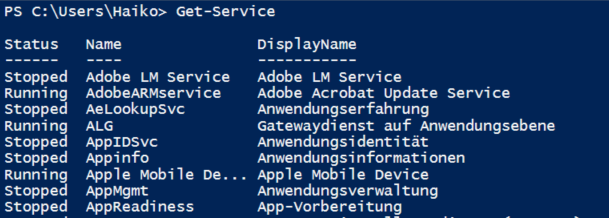 PS C:\Users\Haiko> Get-Service
Status Name DisplayName
------ ---- -----------
Stopped Adobe LM Service Adobe LM Service
Running AdobeARMservice Adobe Acrobat Update Service
Stopped AeLookupSvc Anwendungserfahrung
Running ALG Gatewaydienst auf Anwendungsebene
Stopped AppIDSvc Anwendungsidentität
Stopped Appinfo Anwendungsinformationen
Running Apple Mobile De... Apple Mobile Device
Stopped AppMgmt Anwendungsverwaltung
Stopped AppReadiness App-Vorbereitung